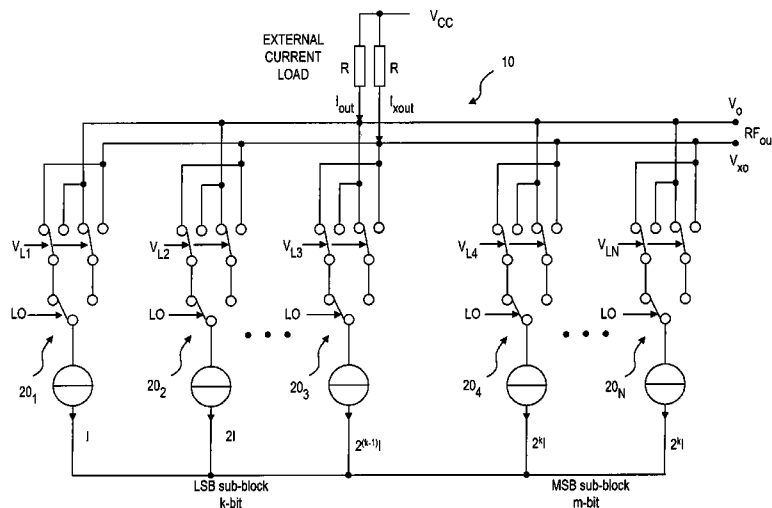 V_CC
EXTERNAL
CURRENT
LOAD
R R
I_out I_xout
10
V_o
RF_ou
V_xo
V_L1 V_L2 V_L3 V_L4 V_LN
LO LO LO LO LO
20_1 20_2 20_3 20_4 20_N
I 2I 2^(k-1)I 2^kI 2^kI
LSB sub-block
k-bit
MSB sub-block
m-bit